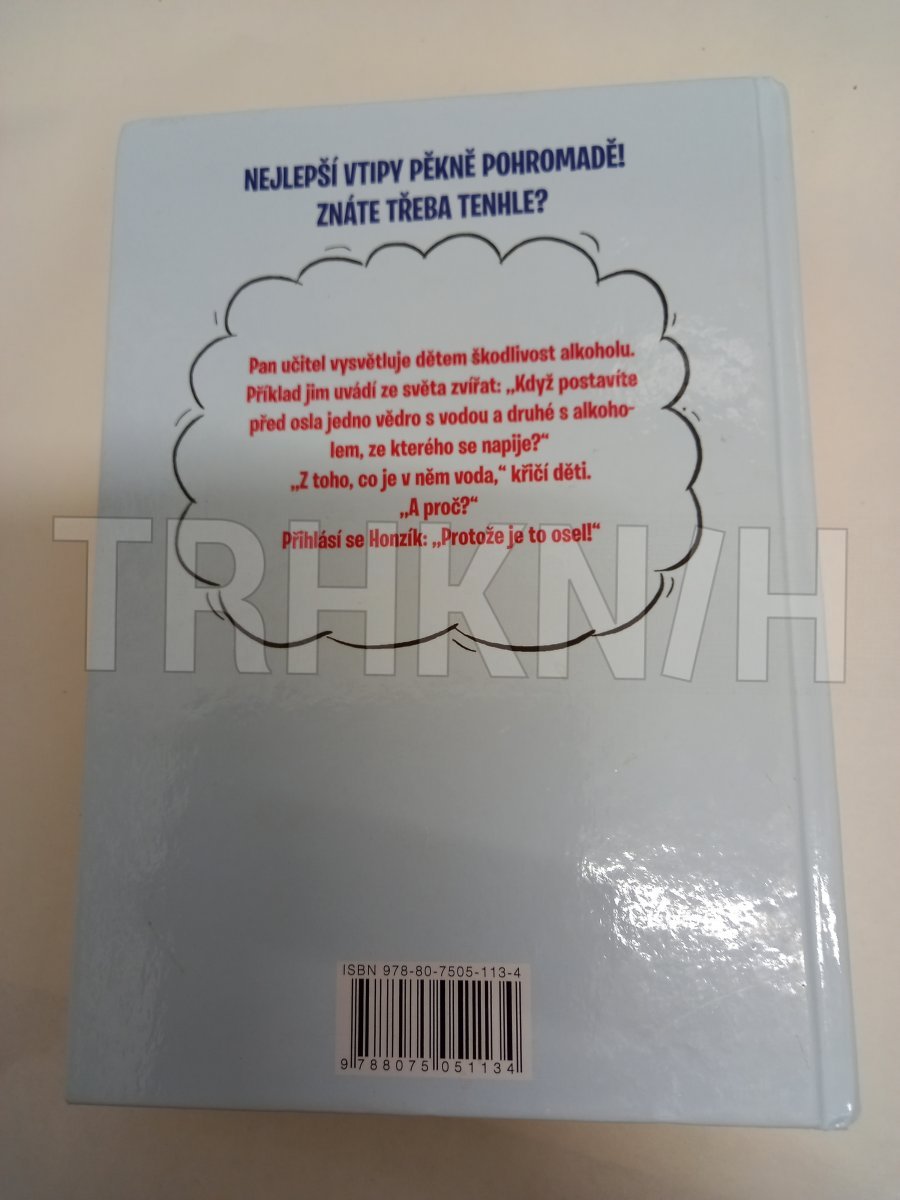 NEJLEPŠÍ VTIPY PĚKNĚ POHROMADĚ!
ZNÁTE TŘEBA TENHLE?
Pan učitel vysvětluje dětem škodlivost alkoholu.
Příklad jim uvádí ze světa zvířat: „Když postavíte
před osla jedno vědro s vodou a druhé s alkoho-
lem, ze kterého se napije?“
„Z toho, co je v něm voda,“ křičí děti.
„A proč?“
Přihlásí se Honzík: „Protože je to osel!“
TRHKNIH
ISBN 978-80-7505-113-4
9 788075 051134